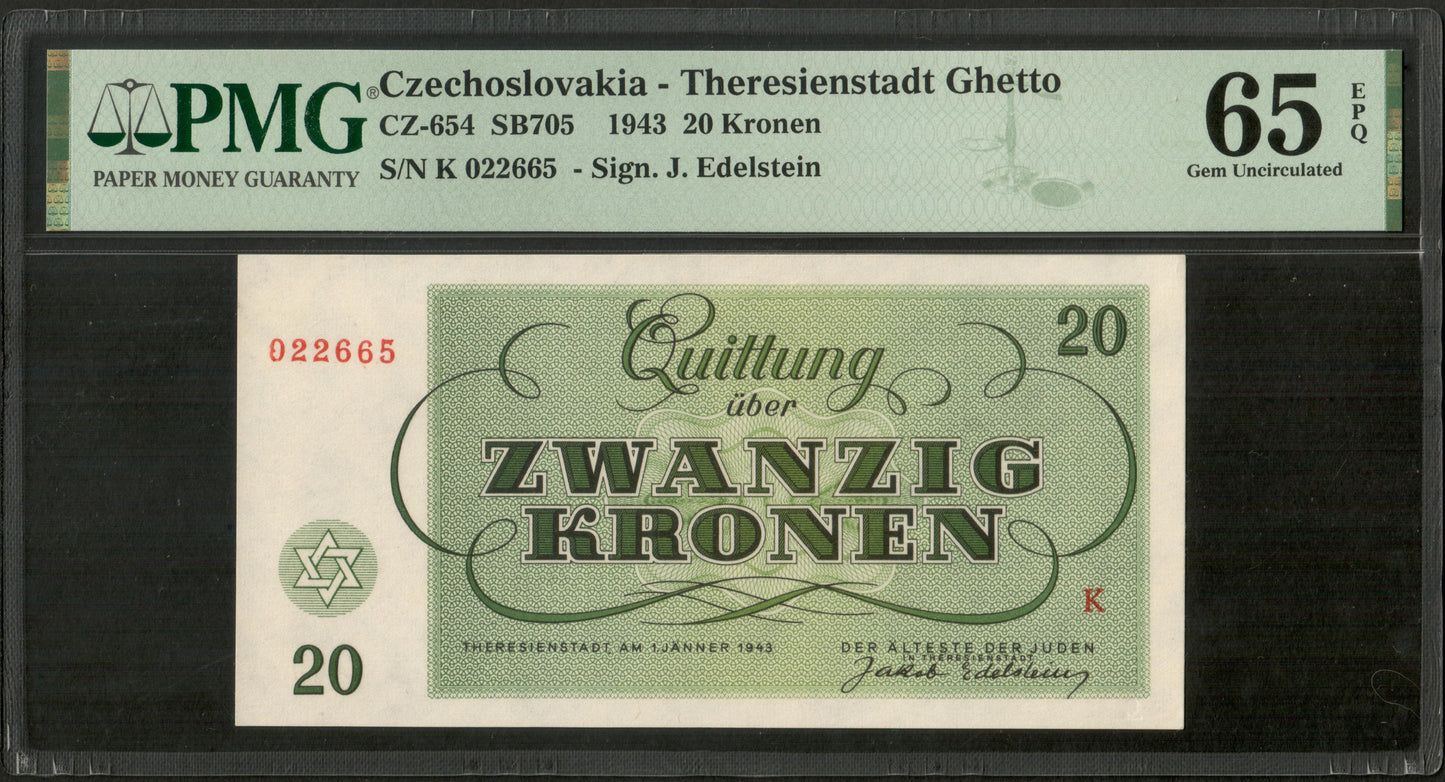 PMG®
PAPER MONEY GUARANTY
Czechoslovakia - Theresienstadt Ghetto
CZ-654 SB705 1943 20 Kronen
S/N K 022665 - Sign. J. Edelstein
65 EPQ
Gem Uncirculated
022665
20
Quittung
über
ZWANZIG
KRONEN
K
20
THERESIENSTADT, AM 1. JÄNNER 1943
DER ÄLTESTE DER JUDEN
IN THERESIENSTADT
Jakob Edelstein